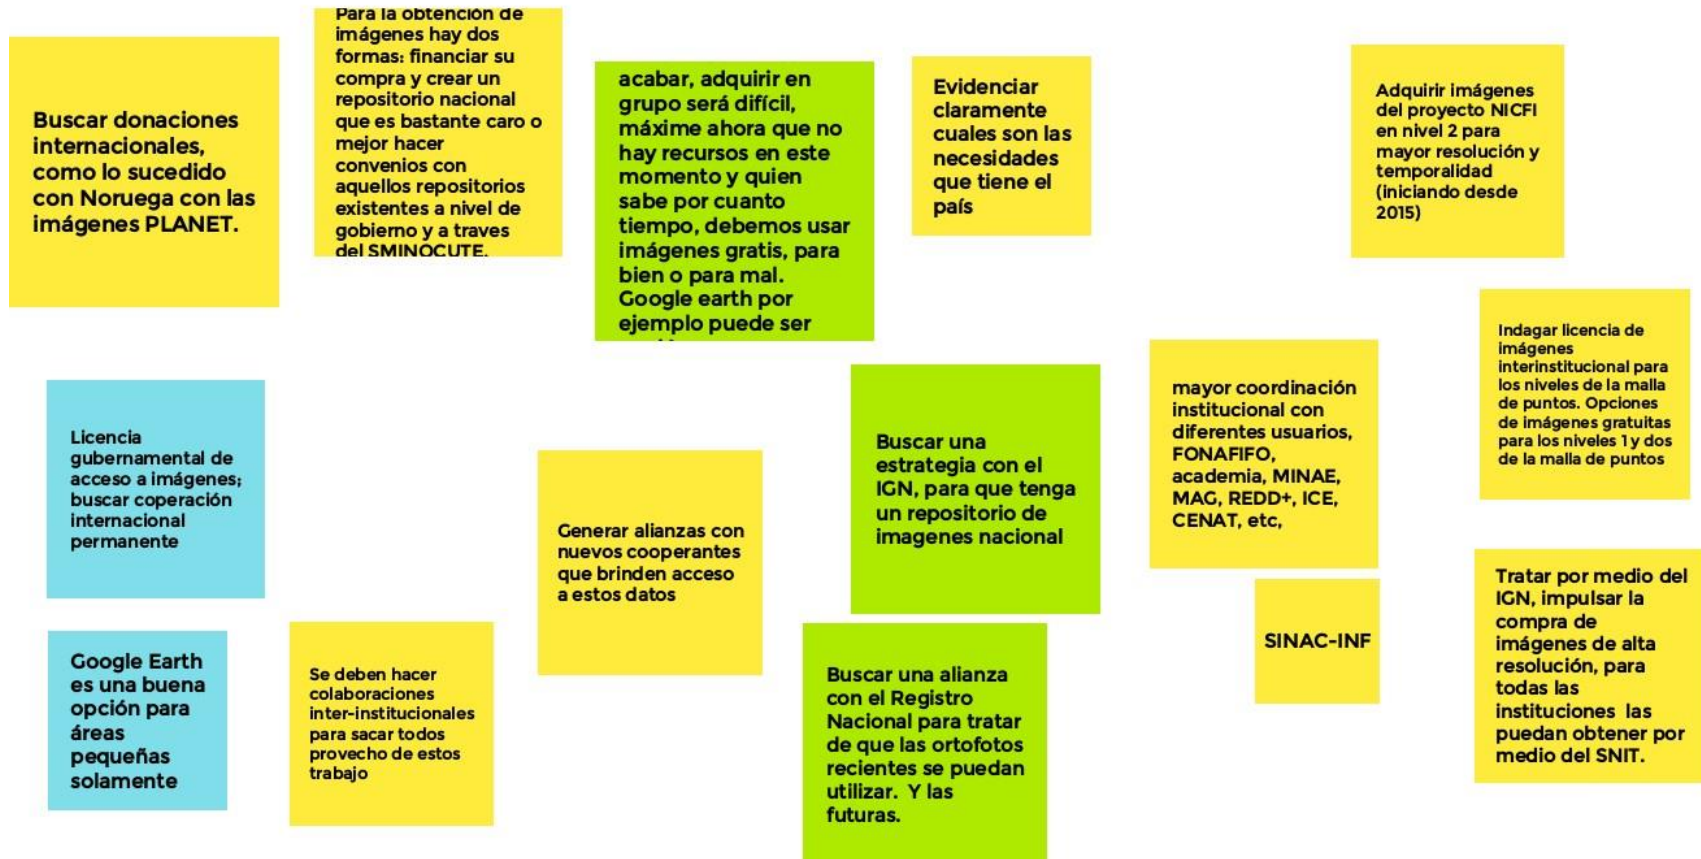 Buscar donaciones
internacionales,
como lo sucedido
con Noruega con las
imágenes PLANET.
Para la obtención de
imágenes hay dos
formas: financiar su
compra y crear un
repositorio nacional
que es bastante caro o
mejor hacer
convenios con
aquellos repositorios
existentes a nivel de
gobierno y a traves
del SMINOCUTE.
acabar, adquirir en
grupo será difícil,
máxime ahora que no
hay recursos en este
momento y quien
sabe por cuanto
tiempo, debemos usar
imágenes gratis, para
bien o para mal.
Google earth por
ejemplo puede ser
Evidenciar
claramente
cuales son las
necesidades
que tiene el
país
Adquirir imágenes
del proyecto NICFI
en nivel 2 para
mayor resolución y
temporalidad
(iniciando desde
2015)
Indagar licencia de
imágenes
interinstitucional para
los niveles de la malla
de puntos. Opciones
de imágenes gratuitas
para los niveles 1 y dos
de la malla de puntos
mayor coordinación
institucional con
diferentes usuarios,
FONAFIFO,
academia, MINAE,
MAG, REDD+, ICE,
CENAT, etc,
Buscar una
estrategia con el
IGN, para que tenga
un repositorio de
imagenes nacional
Licencia
gubernamental de
acceso a imágenes;
buscar coperación
internacional
permanente
Generar alianzas con
nuevos cooperantes
que brinden acceso
a estos datos
Tratar por medio del
IGN, impulsar la
compra de
imágenes de alta
resolución, para
todas las
instituciones las
puedan obtener por
medio del SNIT.
SINAC-INF
Google Earth
es una buena
opción para
áreas
pequeñas
solamente
Se deben hacer
colaboraciones
inter-institucionales
para sacar todos
provecho de estos
trabajo
Buscar una alianza
con el Registro
Nacional para tratar
de que las ortofotos
recientes se puedan
utilizar. Y las
futuras.